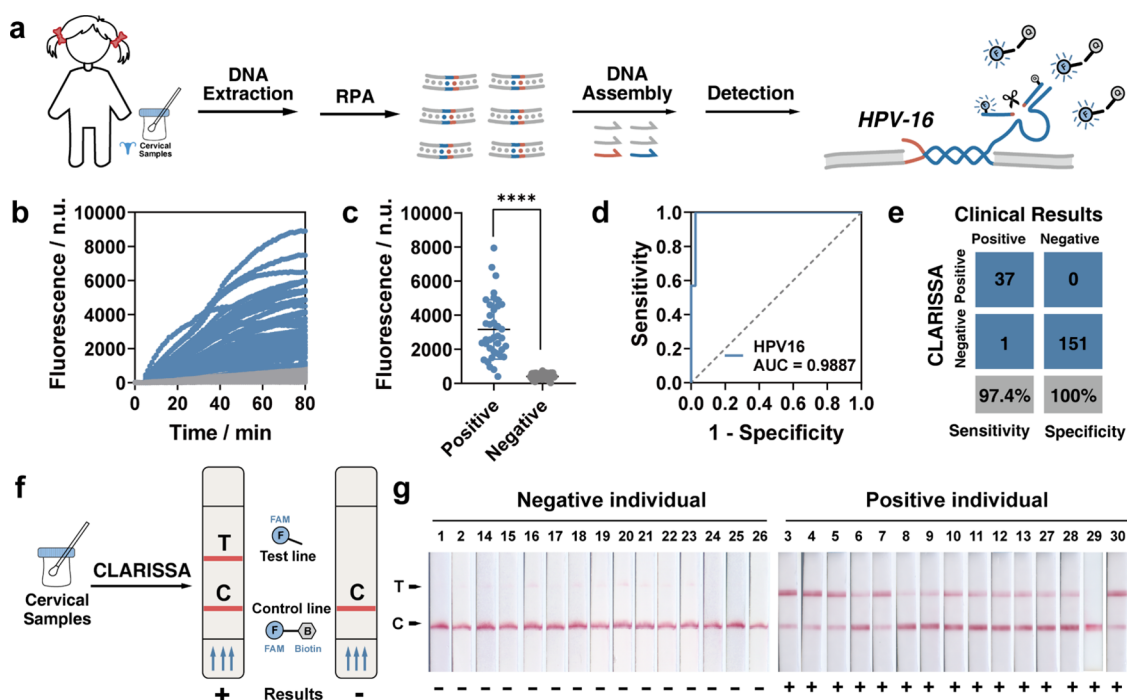 a
DNA
Extraction
RPA
DNA
Assembly
Detection
HPV-16
F
Q
F
Q
F
Q
F
Q
Cervical
Samples
b
Fluorescence / n.u.
10000
8000
6000
4000
2000
0
0 20 40 60 80
Time / min
c
****
Fluorescence / n.u.
10000
8000
6000
4000
2000
0
Positive
Negative
d
Sensitivity
1.0
0.8
0.6
0.4
0.2
0.0
HPV16
AUC = 0.9887
0.0 0.2 0.4 0.6 0.8 1.0
1 - Specificity
e
Clinical Results
Positive Negative
CLARISSA
Positive
Negative
37 0
1 151
97.4% 100%
Sensitivity Specificity
f
Cervical
Samples
CLARISSA
T
C
FAM
F
Test line
Control line
F B
FAM Biotin
C
+ Results -
g
Negative individual
1 2 14 15 16 17 18 19 20 21 22 23 24 25 26
Positive individual
3 4 5 6 7 8 9 10 11 12 13 27 28 29 30
T
C
- - - - - - - - - - - - - - -
+ + + + + + + + + + + + + + +